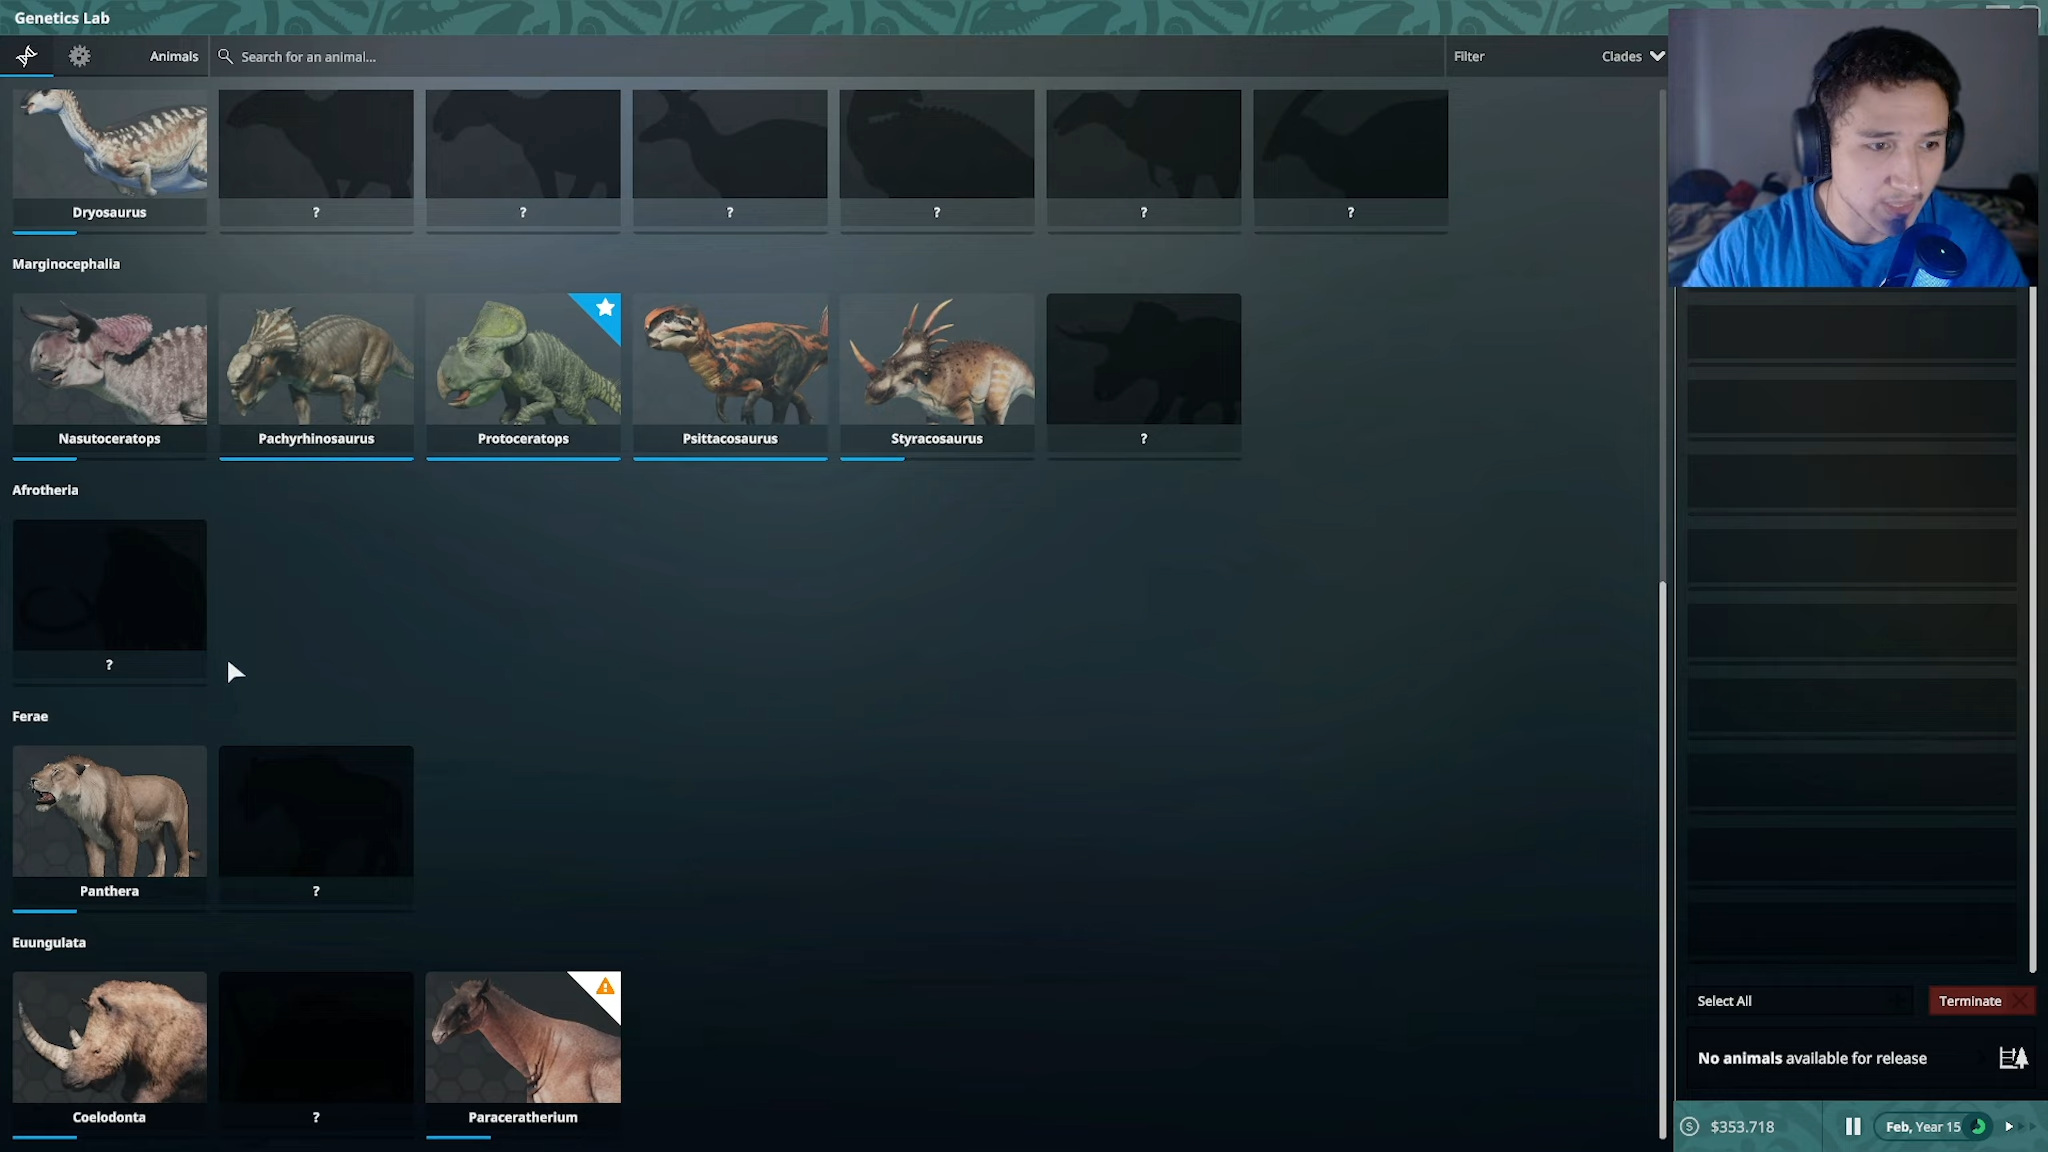 Genetics Lab
Animals
Search for an animal...
Filter
Clades
Dryosaurus
?
?
?
?
?
?
Marginocephalia
Nasutoceratops
Pachyrhinosaurus
Protoceratops
Psittacosaurus
Styracosaurus
?
Afrotheria
?
Ferae
Panthera
?
Euungulata
Coelodonta
?
Paraceratherium
Select All
Terminate
No animals available for release
$353.718
Feb, Year 15